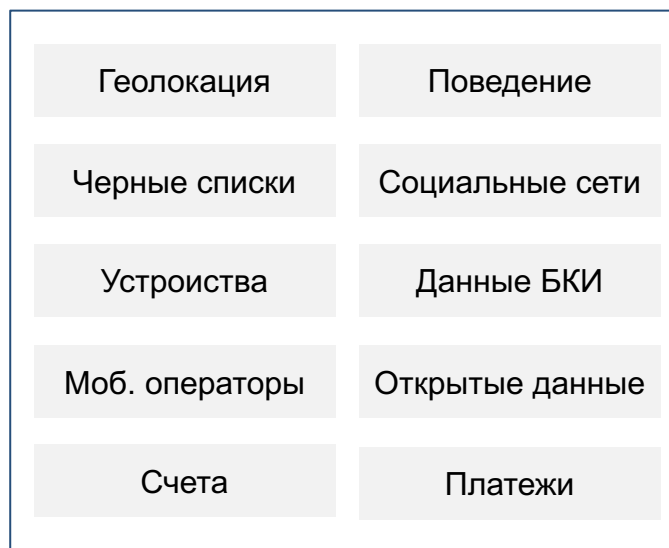 Геолокация
Поведение
Черные списки
Социальные сети
Устроиства
Данные БКИ
Моб. операторы
Открытые данные
Счета
Платежи